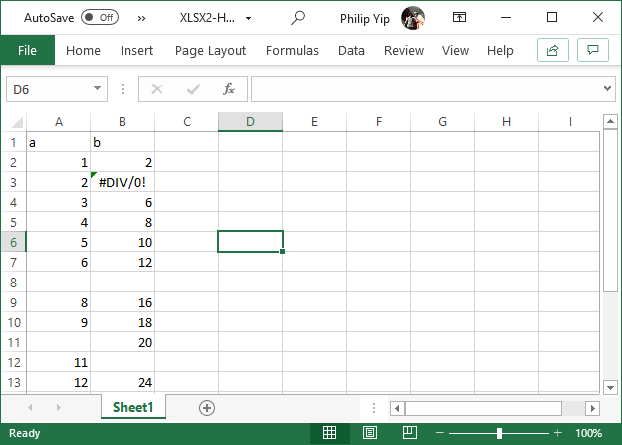 AutoSave Off » XLSX2-H... Philip Yip
File Home Insert Draw Page Layout Formulas Data Review View Help
D6 fx
A B C D E F G H I
1 a b
2 1 2
3 2 #DIV/0!
4 3 6
5 4 8
6 5 10
7 6 12
8
9 8 16
10 9 18
11 20
12 11
13 12 24
Sheet1
Ready 100%